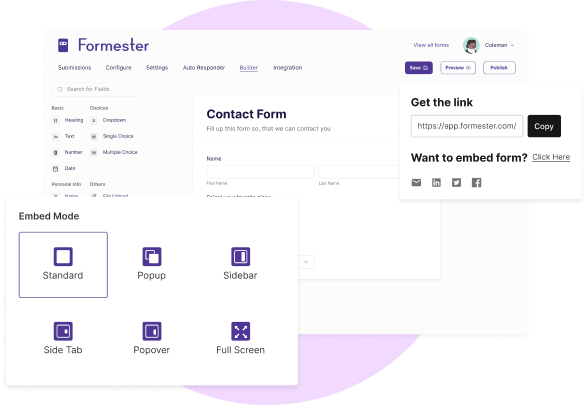 Formester
View all forms
Coleman
Submissions Configure Settings Auto Responder Builder Integration
Save Preview Publish
Search for Fields
Basic Choices
Heading Dropdown
Text Single Choice
Number Multiple Choice
Date
Personal Info Others
Name File Upload
Contact Form
Fill up this form so, that we can contact you
Name
First Name Last Name
Get the link
https://app.formester.com/ Copy
Want to embed form? Click Here
Embed Mode
Standard Popup Sidebar
Side Tab Popover Full Screen